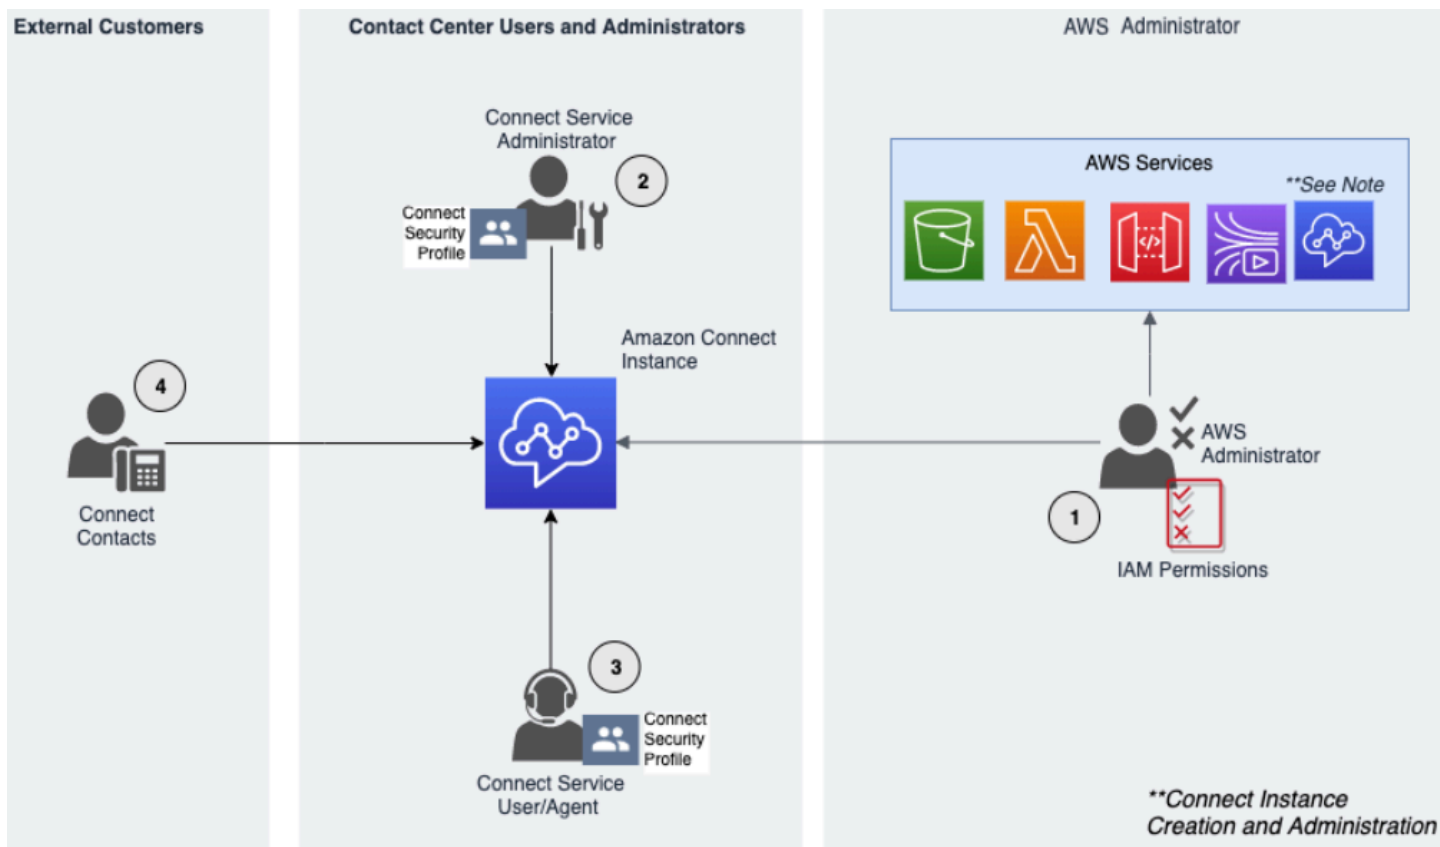 External Customers
Contact Center Users and Administrators
AWS Administrator
Connect Service
Administrator
2
Connect
Security
Profile
AWS Services
**See Note
</>
Amazon Connect
Instance
4
Connect
Contacts
AWS
Administrator
1
IAM Permissions
3
Connect
Security
Profile
Connect Service
User/Agent
**Connect Instance
Creation and Administration